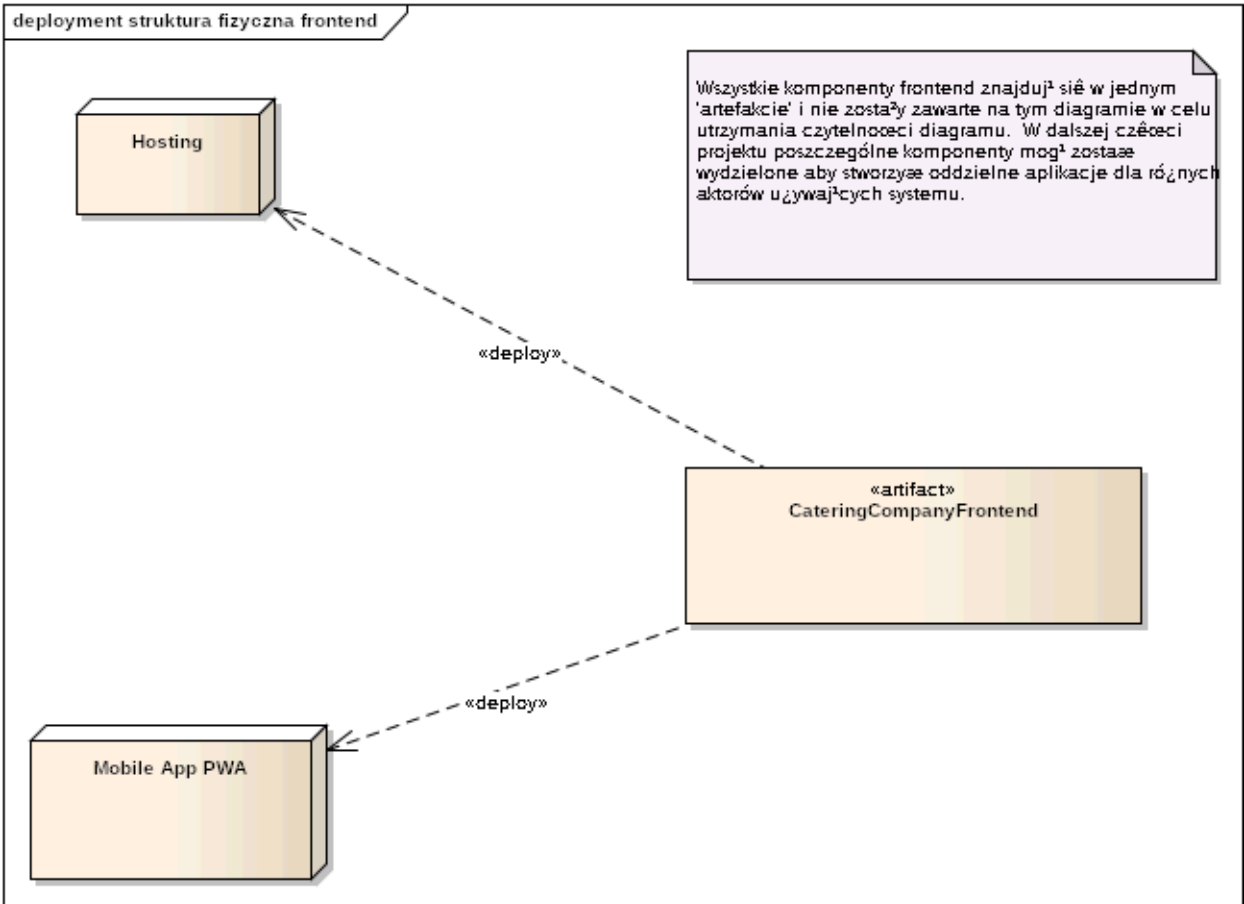 deployment struktura fizyczna frontend
Hosting
Wszystkie komponenty frontend znajduj¹ siê w jednym
'artefakcie' i nie zosta²y zawarte na tym diagramie w celu
utrzymania czytelnoœci diagramu. W dalszej czêœci
projektu poszczególne komponenty mog¹ zostaæ
wydzielone aby stworzyæ oddzielne aplikacje dla ró¿nych
aktorów u¿ywaj¹cych systemu.
«deploy»
«artifact»
CateringCompanyFrontend
«deploy»
Mobile App PWA